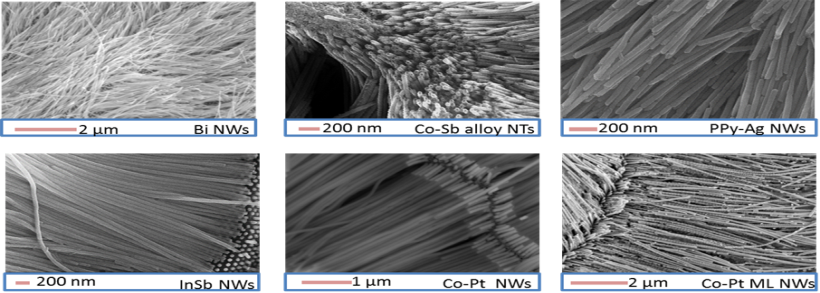 2 μm Bi NWs
200 nm Co-Sb alloy NTs
200 nm PPy-Ag NWs
200 nm InSb NWs
1 μm Co-Pt NWs
2 μm Co-Pt ML NWs